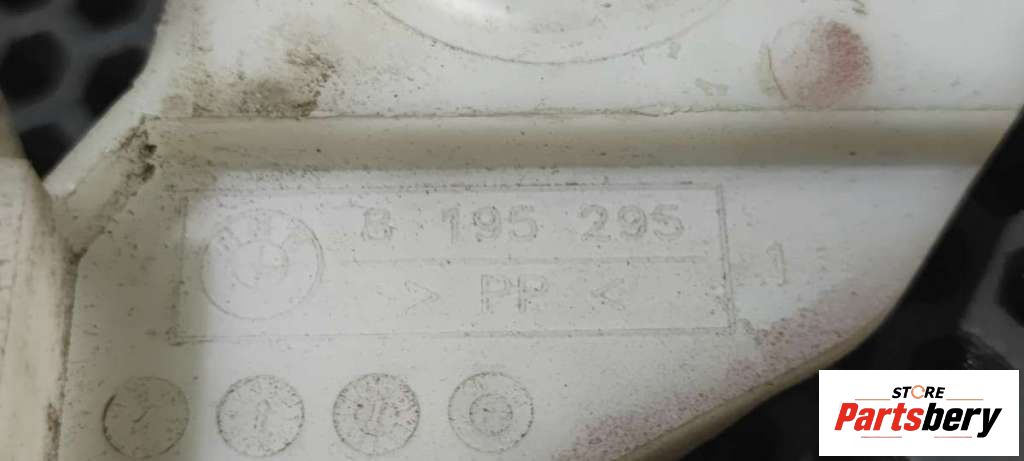 8 195 295
> PP <
1
STORE
Partsbery